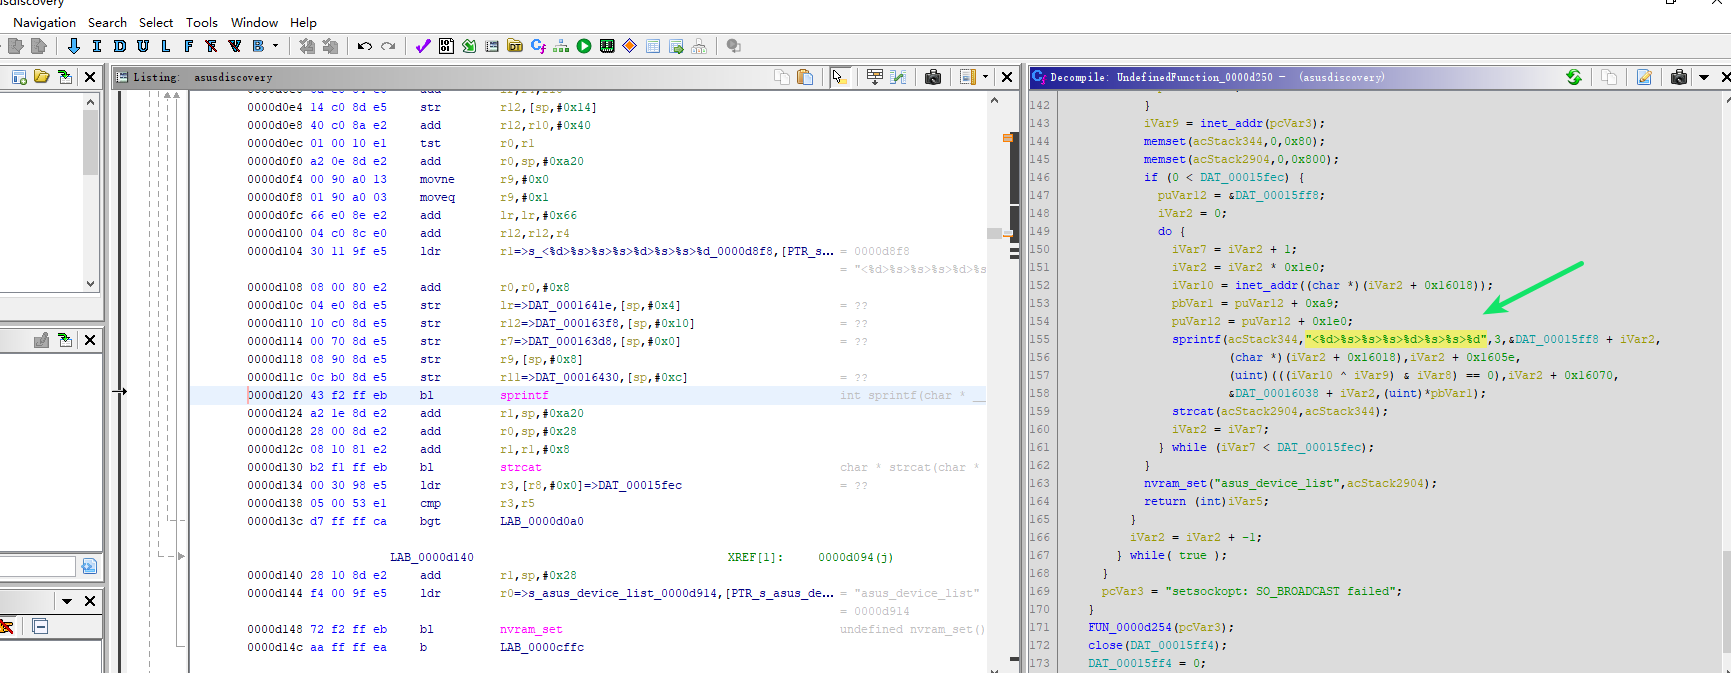 usdiscovery
Navigation Search Select Tools Window Help
I D U L F B
Listing: asusdiscovery
0000d0e4 14 c0 8d e5 str r12,[sp,#0x14]
0000d0e8 40 c0 8a e2 add r12,r10,#0x40
0000d0ec 01 00 10 e1 tst r0,r1
0000d0f0 a2 0e 8d e2 add r0,sp,#0xa20
0000d0f4 00 90 a0 13 movne r9,#0x0
0000d0f8 01 90 a0 03 moveq r9,#0x1
0000d0fc 66 e0 8e e2 add lr,lr,#0x66
0000d100 04 c0 8c e0 add r12,r12,r4
0000d104 30 11 9f e5 ldr r1=>s_<%d>%s>%s>%s>%d>%s>%s>%d_0000d8f8,[PTR_s... = 0000d8f8
= "<%d>%s>%s>%s>%d>%s
0000d108 08 00 80 e2 add r0,r0,#0x8
0000d10c 04 e0 8d e5 str lr=>DAT_0001641e,[sp,#0x4] = ??
0000d110 10 c0 8d e5 str r12=>DAT_000163f8,[sp,#0x10] = ??
0000d114 00 70 8d e5 str r7=>DAT_000163d8,[sp,#0x0] = ??
0000d118 08 90 8d e5 str r9,[sp,#0x8]
0000d11c 0c b0 8d e5 str r11=>DAT_00016430,[sp,#0xc] = ??
0000d120 43 f2 ff eb bl sprintf int sprintf(char * __
0000d124 a2 1e 8d e2 add r1,sp,#0xa20
0000d128 28 00 8d e2 add r0,sp,#0x28
0000d12c 08 10 81 e2 add r1,r1,#0x8
0000d130 b2 f1 ff eb bl strcat char * strcat(char *
0000d134 00 30 98 e5 ldr r3,[r8,#0x0]=>DAT_00015fec = ??
0000d138 05 00 53 e1 cmp r3,r5
0000d13c d7 ff ff ca bgt LAB_0000d0a0
LAB_0000d140 XREF[1]: 0000d094(j)
0000d140 28 10 8d e2 add r1,sp,#0x28
0000d144 f4 00 9f e5 ldr r0=>s_asus_device_list_0000d914,[PTR_s_asus_de... = "asus_device_list"
= 0000d914
0000d148 72 f2 ff eb bl nvram_set undefined nvram_set()
0000d14c aa ff ff ea b LAB_0000cffc
Decompile: UndefinedFunction_0000d250 – (asusdiscovery)
142 }
143 iVar9 = inet_addr(pcVar3);
144 memset(acStack344,0,0x80);
145 memset(acStack2904,0,0x800);
146 if (0 < DAT_00015fec) {
147 puVar12 = &DAT_00015ff8;
148 iVar2 = 0;
149 do {
150 iVar7 = iVar2 + 1;
151 iVar2 = iVar2 * 0x1e0;
152 iVar10 = inet_addr((char *)(iVar2 + 0x16018));
153 pbVar1 = puVar12 + 0xa9;
154 puVar12 = puVar12 + 0x1e0;
155 sprintf(acStack344,"<%d>%s>%s>%s>%d>%s>%s>%d",3,&DAT_00015ff8 + iVar2,
156 (char *)(iVar2 + 0x16018),iVar2 + 0x1605e,
157 (uint)(((iVar10 ^ iVar9) & iVar8) == 0),iVar2 + 0x16070,
158 &DAT_00016038 + iVar2,(uint)*pbVar1);
159 strcat(acStack2904,acStack344);
160 iVar2 = iVar7;
161 } while (iVar7 < DAT_00015fec);
162 }
163 nvram_set("asus_device_list",acStack2904);
164 return (int)iVar5;
165 }
166 iVar2 = iVar2 + -1;
167 } while( true );
168 }
169 pcVar3 = "setsockopt: SO_BROADCAST failed";
170 }
171 FUN_0000d254(pcVar3);
172 close(DAT_00015ff4);
173 DAT_00015ff4 = 0;